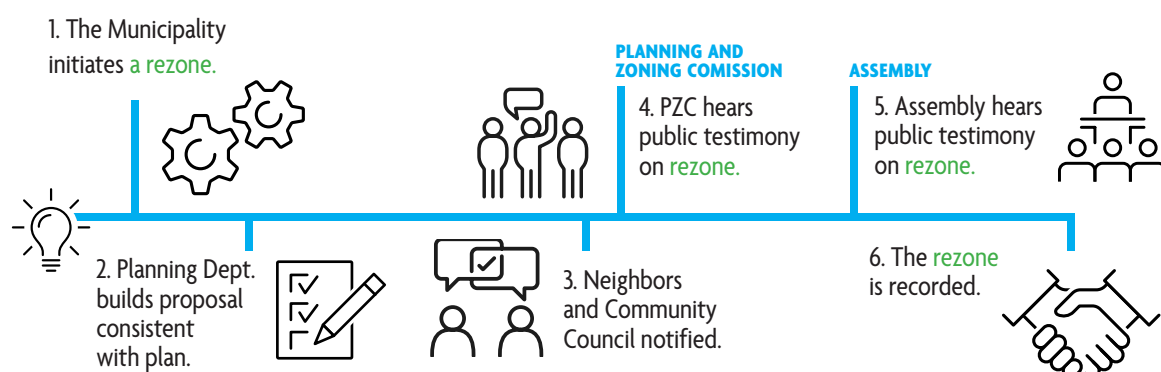 1. The Municipality
initiates a rezone.
2. Planning Dept.
builds proposal
consistent
with plan.
3. Neighbors
and Community
Council notified.
PLANNING AND
ZONING COMISSION
4. PZC hears
public testimony
on rezone.
ASSEMBLY
5. Assembly hears
public testimony
on rezone.
6. The rezone
is recorded.